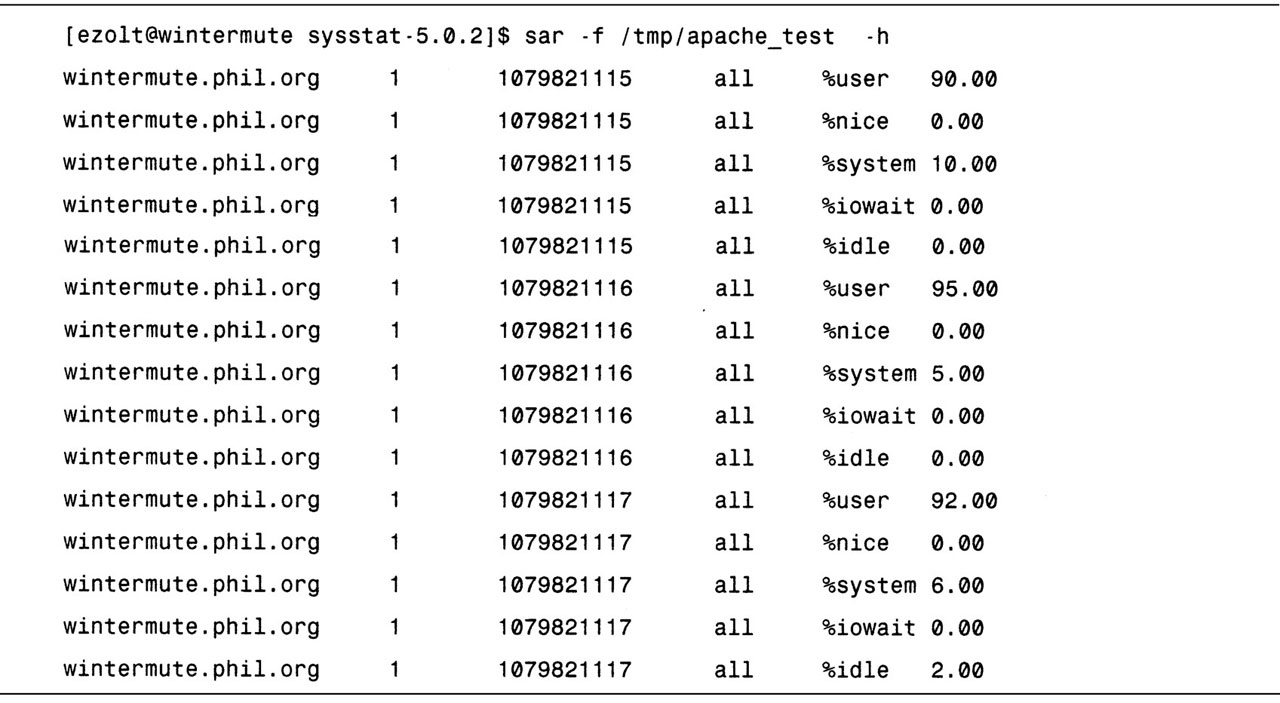 [ezolt@wintermute sysstat-5.0.2]$ sar -f /tmp/apache_test -h
wintermute.phil.org 1 1079821115 all %user 90.00
wintermute.phil.org 1 1079821115 all %nice 0.00
wintermute.phil.org 1 1079821115 all %system 10.00
wintermute.phil.org 1 1079821115 all %iowait 0.00
wintermute.phil.org 1 1079821115 all %idle 0.00
wintermute.phil.org 1 1079821116 all %user 95.00
wintermute.phil.org 1 1079821116 all %nice 0.00
wintermute.phil.org 1 1079821116 all %system 5.00
wintermute.phil.org 1 1079821116 all %iowait 0.00
wintermute.phil.org 1 1079821116 all %idle 0.00
wintermute.phil.org 1 1079821117 all %user 92.00
wintermute.phil.org 1 1079821117 all %nice 0.00
wintermute.phil.org 1 1079821117 all %system 6.00
wintermute.phil.org 1 1079821117 all %iowait 0.00
wintermute.phil.org 1 1079821117 all %idle 2.00